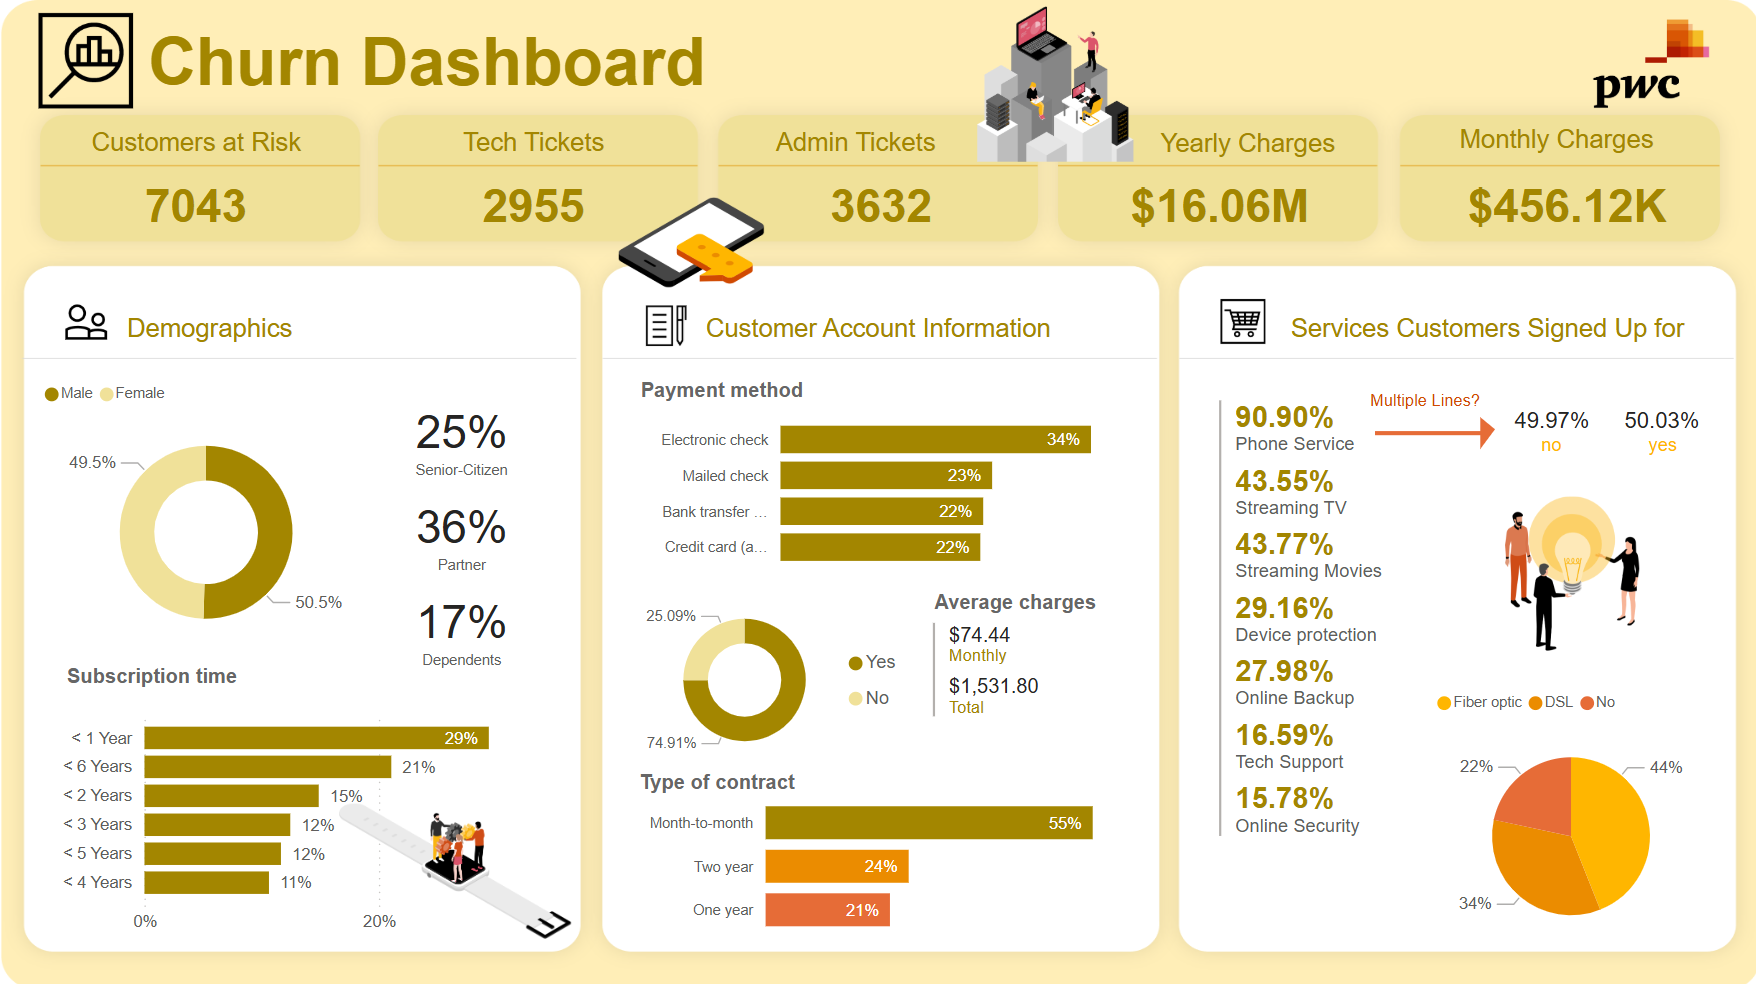 Churn Dashboard
pwc
Customers at Risk
7043
Tech Tickets
2955
Admin Tickets
3632
Yearly Charges
$16.06M
Monthly Charges
$456.12K
Demographics
Male Female
49.5%
50.5%
25%
Senior-Citizen
36%
Partner
17%
Dependents
Subscription time
< 1 Year 29%
< 6 Years 21%
< 2 Years 15%
< 3 Years 12%
< 5 Years 12%
< 4 Years 11%
0% 20%
Customer Account Information
Payment method
Electronic check 34%
Mailed check 23%
Bank transfer ... 22%
Credit card (a... 22%
25.09%
74.91%
Yes
No
Average charges
$74.44
Monthly
$1,531.80
Total
Type of contract
Month-to-month 55%
Two year 24%
One year 21%
Services Customers Signed Up for
90.90%
Phone Service
Multiple Lines?
49.97% 50.03%
no yes
43.55%
Streaming TV
43.77%
Streaming Movies
29.16%
Device protection
27.98%
Online Backup
16.59%
Tech Support
15.78%
Online Security
Fiber optic DSL No
22%
44%
34%